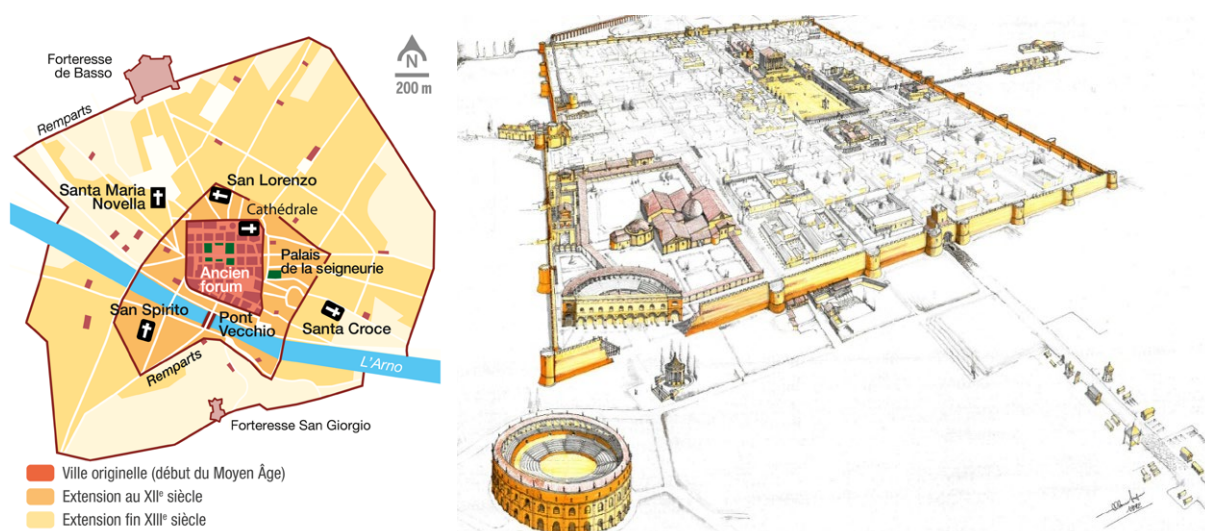 Forteresse
de Basso
N
200 m
Remparts
Santa Maria
Novella
San Lorenzo
Cathédrale
Palais
de la seigneurie
Ancien
forum
San Spirito
Pont
Vecchio
Santa Croce
L'Arno
Remparts
Forteresse San Giorgio
Ville originelle (début du Moyen Âge)
Extension au XIIe siècle
Extension fin XIIIe siècle